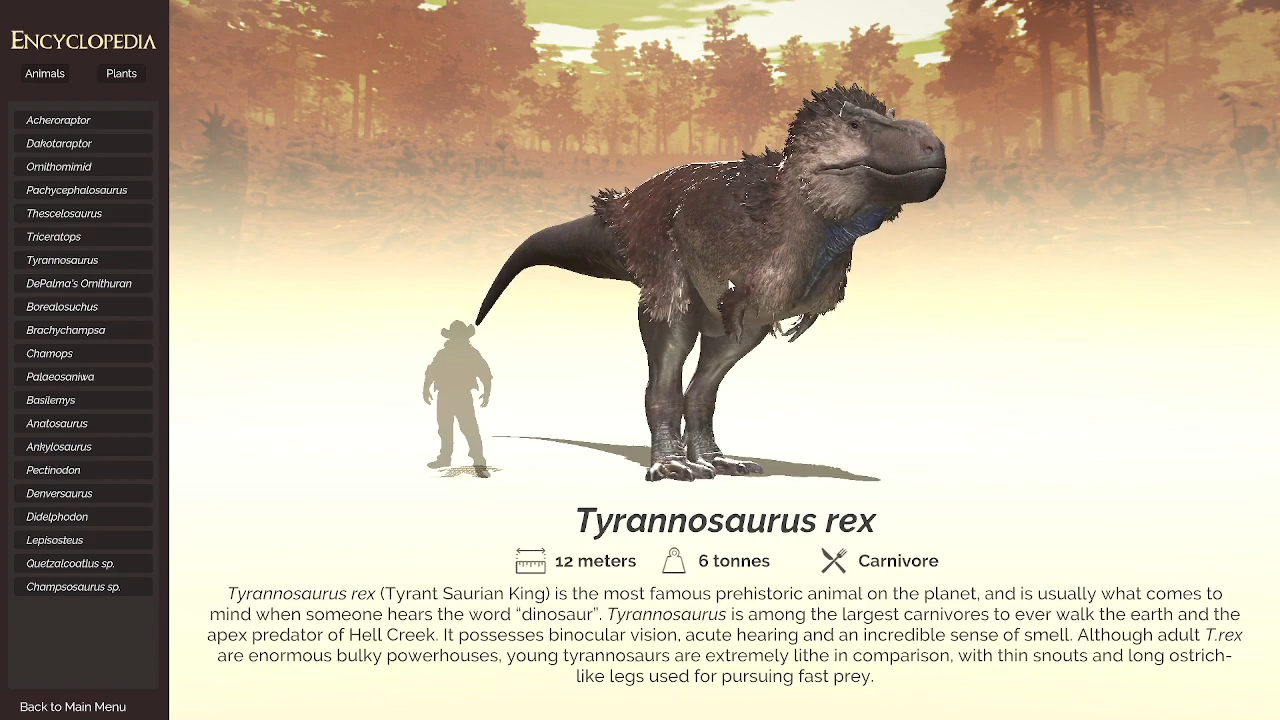 ENCYCLOPEDIA
Animals Plants
Acheroraptor
Dakotaraptor
Ornithomimid
Pachycephalosaurus
Thescelosaurus
Triceratops
Tyrannosaurus
DePalma's Ornithuran
Borealosuchus
Brachychampsa
Chamops
Palaeosaniwa
Basilemys
Anatosaurus
Ankylosaurus
Pectinodon
Denversaurus
Didelphodon
Lepisosteus
Quetzalcoatlus sp.
Champsosaurus sp.
Back to Main Menu
Tyrannosaurus rex
12 meters 6 tonnes Carnivore
Tyrannosaurus rex (Tyrant Saurian King) is the most famous prehistoric animal on the planet, and is usually what comes to
mind when someone hears the word “dinosaur”. Tyrannosaurus is among the largest carnivores to ever walk the earth and the
apex predator of Hell Creek. It possesses binocular vision, acute hearing and an incredible sense of smell. Although adult T.rex
are enormous bulky powerhouses, young tyrannosaurs are extremely lithe in comparison, with thin snouts and long ostrich-
like legs used for pursuing fast prey.